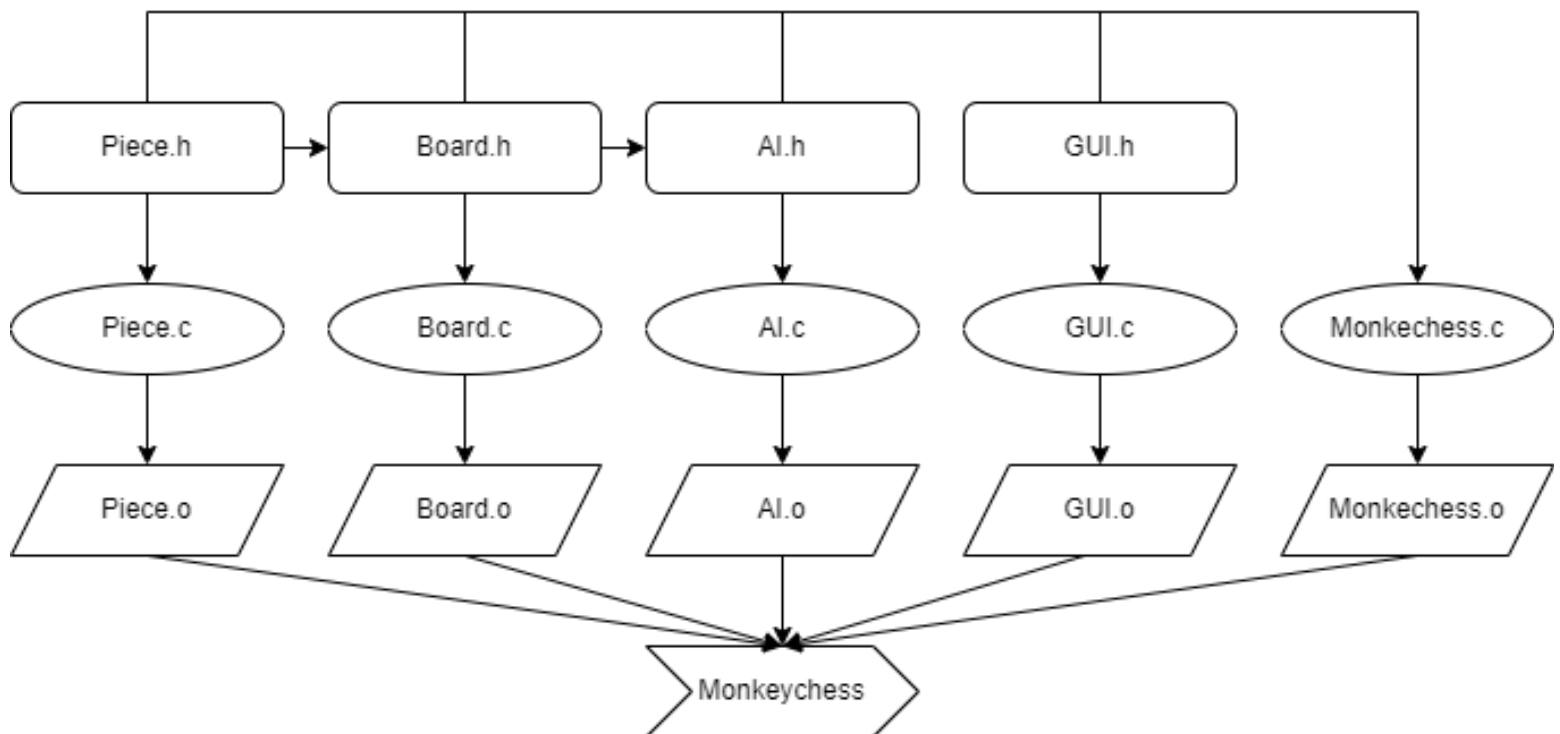 Piece.h
Board.h
AI.h
GUI.h
Piece.c
Board.c
AI.c
GUI.c
Monkechess.c
Piece.o
Board.o
AI.o
GUI.o
Monkechess.o
Monkeychess